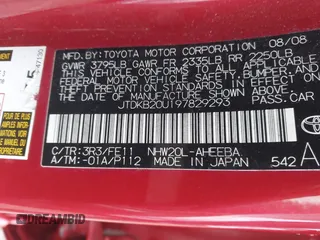 MFD. BY: TOYOTA MOTOR CORPORATION 08/08
GVWR 3795LB GAWR FR 2335LB RR 2250LB
THIS VEHICLE CONFORMS TO ALL APPLICABLE
FEDERAL MOTOR VEHICLE SAFETY, BUMPER, AND
THEFT PREVENTION STANDARDS IN EFFECT ON
THE DATE OF MANUFACTURE SHOWN ABOVE.
JTDKB20U197829293 PASS. CAR
C/TR: 3R3/FE11 NHW20L-AHEEBA
A/TM: -01A/P112 MADE IN JAPAN 542 A
DREAMBID